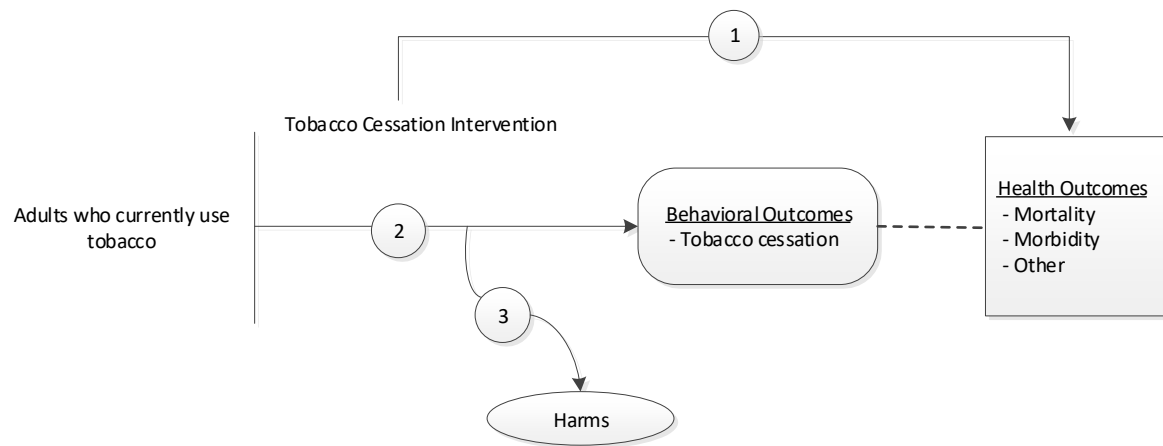 1
Tobacco Cessation Intervention
Adults who currently use
tobacco
2
Behavioral Outcomes
- Tobacco cessation
Health Outcomes
- Mortality
- Morbidity
- Other
3
Harms